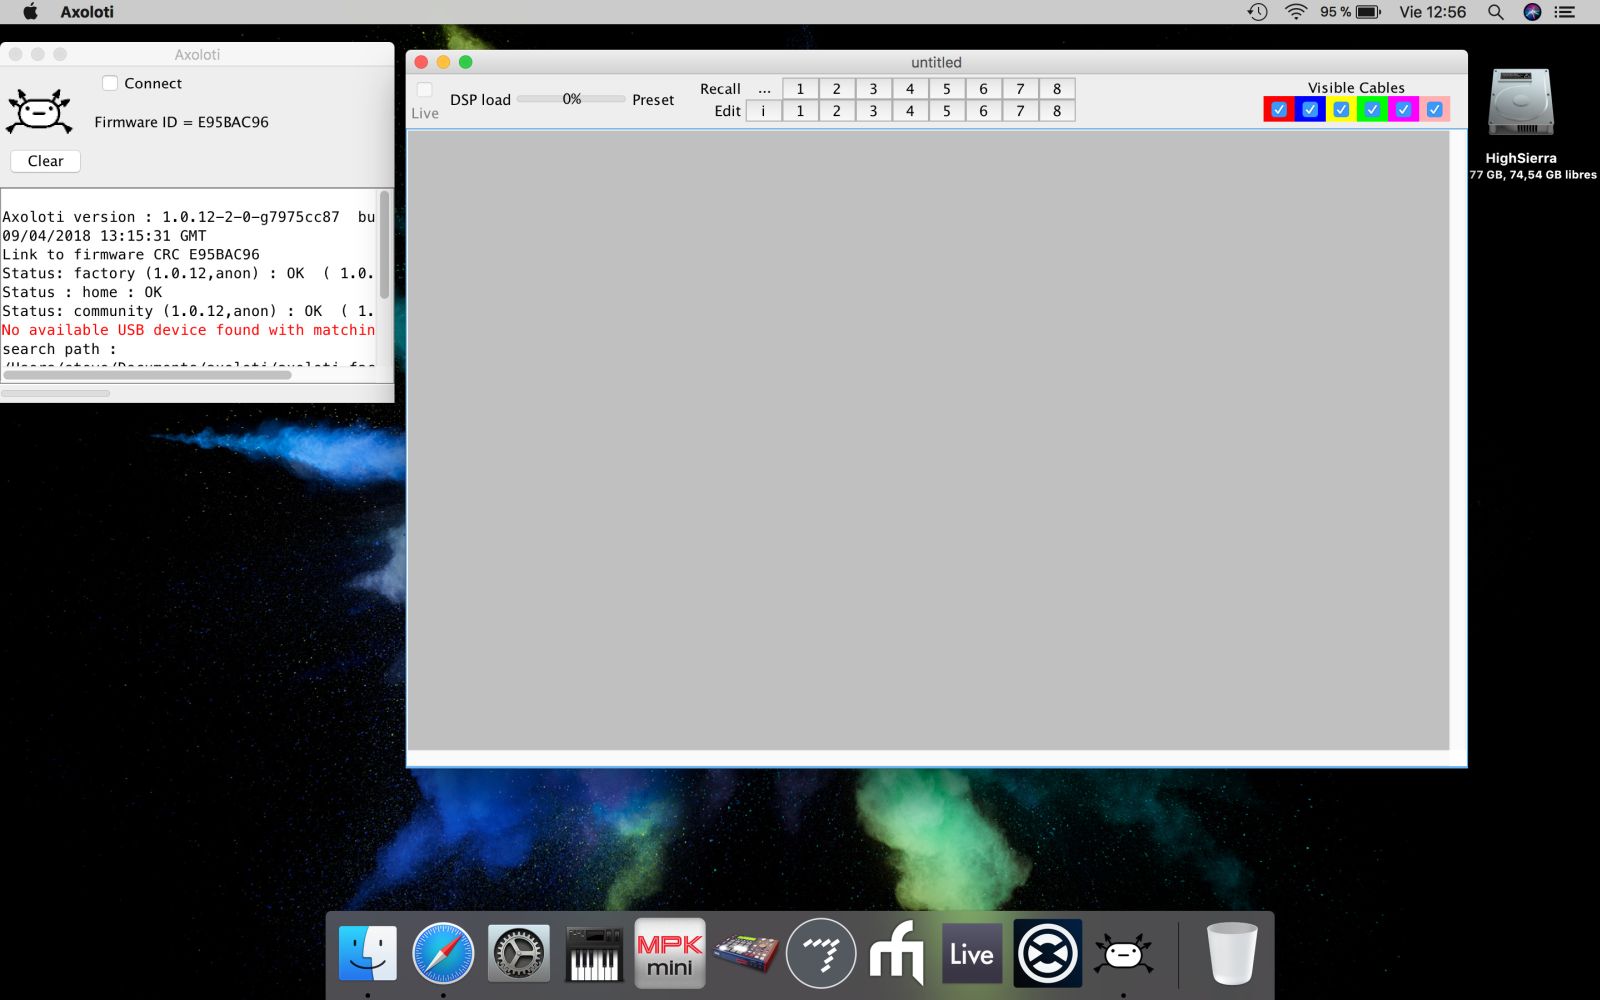 Axoloti
95 %
Vie 12:56
Axoloti
Connect
Firmware ID = E95BAC96
Clear
Axoloti version : 1.0.12-2-0-g7975cc87 bu
09/04/2018 13:15:31 GMT
Link to firmware CRC E95BAC96
Status: factory (1.0.12,anon) : OK ( 1.0.
Status : home : OK
Status: community (1.0.12,anon) : OK ( 1.
No available USB device found with matchin
search path :
untitled
Live
DSP load 0% Preset
Recall ... 1 2 3 4 5 6 7 8
Edit i 1 2 3 4 5 6 7 8
Visible Cables
HighSierra
77 GB, 74,54 GB libres
MPK
mini
Live